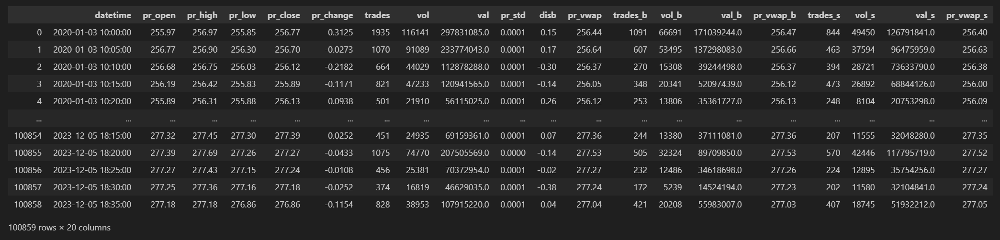 datetime pr_open pr_high pr_low pr_close pr_change trades vol val pr_std disb pr_vwap trades_b vol_b val_b pr_vwap_b trades_s vol_s val_s pr_vwap_s
0 2020-01-03 10:00:00 255.97 256.97 255.85 256.77 0.3125 1935 116141 297831085.0 0.0001 0.15 256.44 1091 66691 171039244.0 256.47 844 49450 126791841.0 256.40
1 2020-01-03 10:05:00 256.77 256.90 256.30 256.70 -0.0273 1070 91089 233774043.0 0.0001 0.17 256.64 607 53495 137298083.0 256.66 463 37594 96475959.0 256.63
2 2020-01-03 10:10:00 256.68 256.75 256.03 256.12 -0.2182 664 44029 112878288.0 0.0001 -0.30 256.37 270 15308 39244498.0 256.37 394 28721 73633790.0 256.38
3 2020-01-03 10:15:00 256.19 256.42 255.83 255.89 -0.1171 821 47233 120941565.0 0.0001 -0.14 256.05 348 20341 52097439.0 256.12 473 26892 68844126.0 256.00
4 2020-01-03 10:20:00 255.89 256.31 255.88 256.13 0.0938 501 21910 56115025.0 0.0001 0.26 256.12 253 13806 35361727.0 256.13 248 8104 20753298.0 256.09
... ... ... ... ... ... ... ... ... ... ... ... ... ... ... ... ... ... ... ... ...
100854 2023-12-05 18:15:00 277.32 277.45 277.30 277.39 0.0252 451 24935 69159361.0 0.0001 0.07 277.36 244 13380 37111081.0 277.36 207 11555 32048280.0 277.35
100855 2023-12-05 18:20:00 277.39 277.69 277.26 277.27 -0.0433 1075 74770 207505569.0 0.0000 -0.14 277.53 505 32324 89709850.0 277.53 570 42446 117795719.0 277.52
100856 2023-12-05 18:25:00 277.27 277.43 277.15 277.24 -0.0108 456 25381 70372954.0 0.0001 -0.02 277.27 232 12486 34618698.0 277.26 224 12895 35754256.0 277.27
100857 2023-12-05 18:30:00 277.25 277.36 277.16 277.18 -0.0252 374 16819 46629035.0 0.0001 -0.38 277.24 172 5239 14524194.0 277.23 202 11580 32104841.0 277.24
100858 2023-12-05 18:35:00 277.18 277.18 276.86 276.86 -0.1154 828 38953 107915220.0 0.0001 0.04 277.04 421 20208 55983007.0 277.03 407 18745 51932212.0 277.05
100859 rows × 20 columns